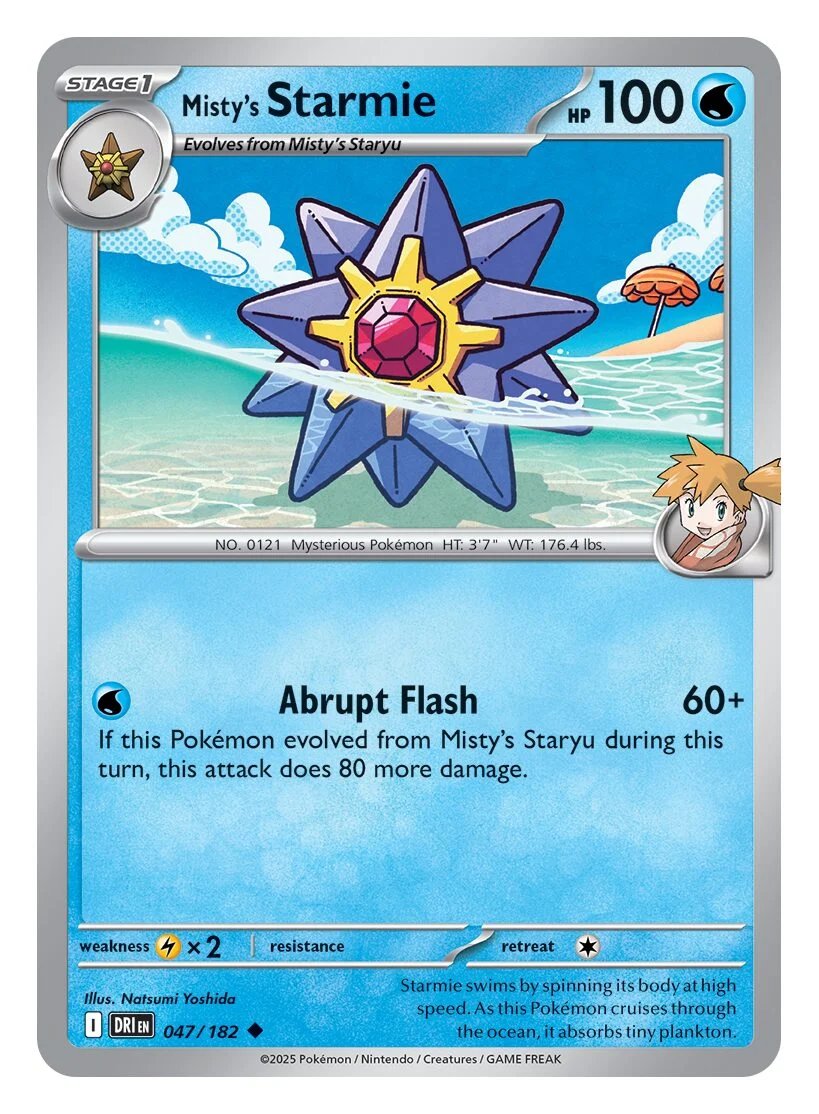 STAGE 1
Misty's Starmie
HP 100
Evolves from Misty's Staryu
NO. 0121 Mysterious Pokémon HT: 3'7" WT: 176.4 lbs.
Abrupt Flash 60+
If this Pokémon evolved from Misty's Staryu during this
turn, this attack does 80 more damage.
weakness ×2 resistance retreat
Starmie swims by spinning its body at high
speed. As this Pokémon cruises through
the ocean, it absorbs tiny plankton.
Illus. Natsumi Yoshida
I DRI EN 047/182
©2025 Pokémon / Nintendo / Creatures / GAME FREAK